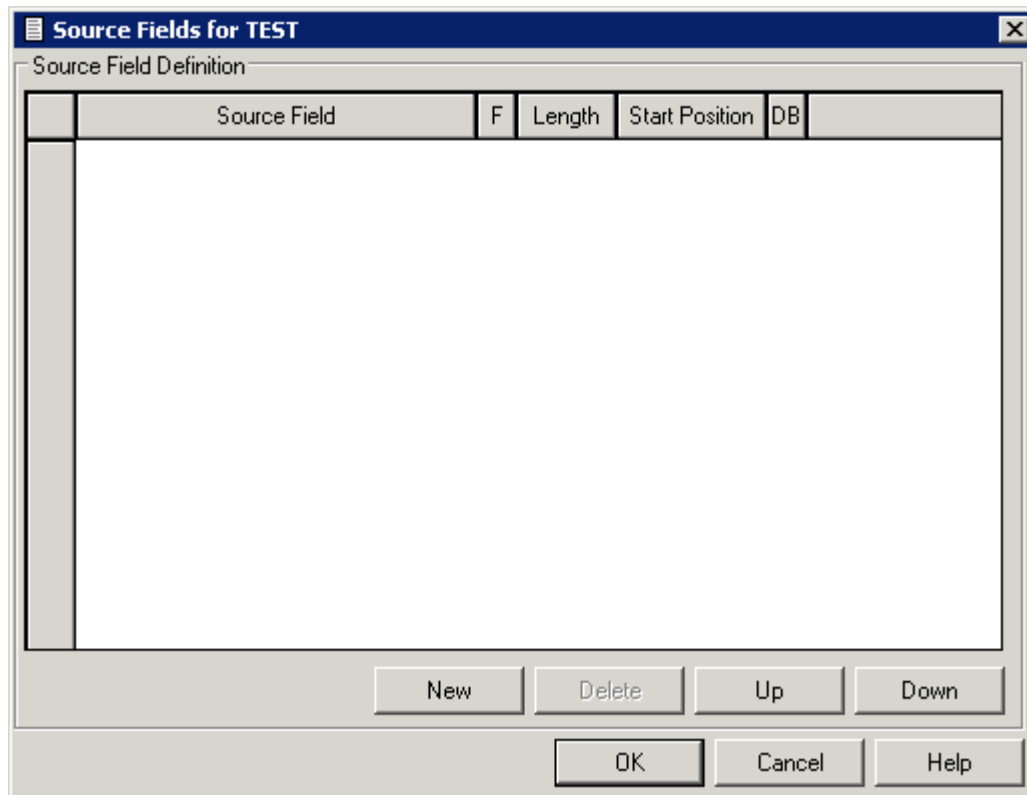 Source Fields for TEST
Source Field Definition
Source Field F Length Start Position DB
New Delete Up Down
OK Cancel Help